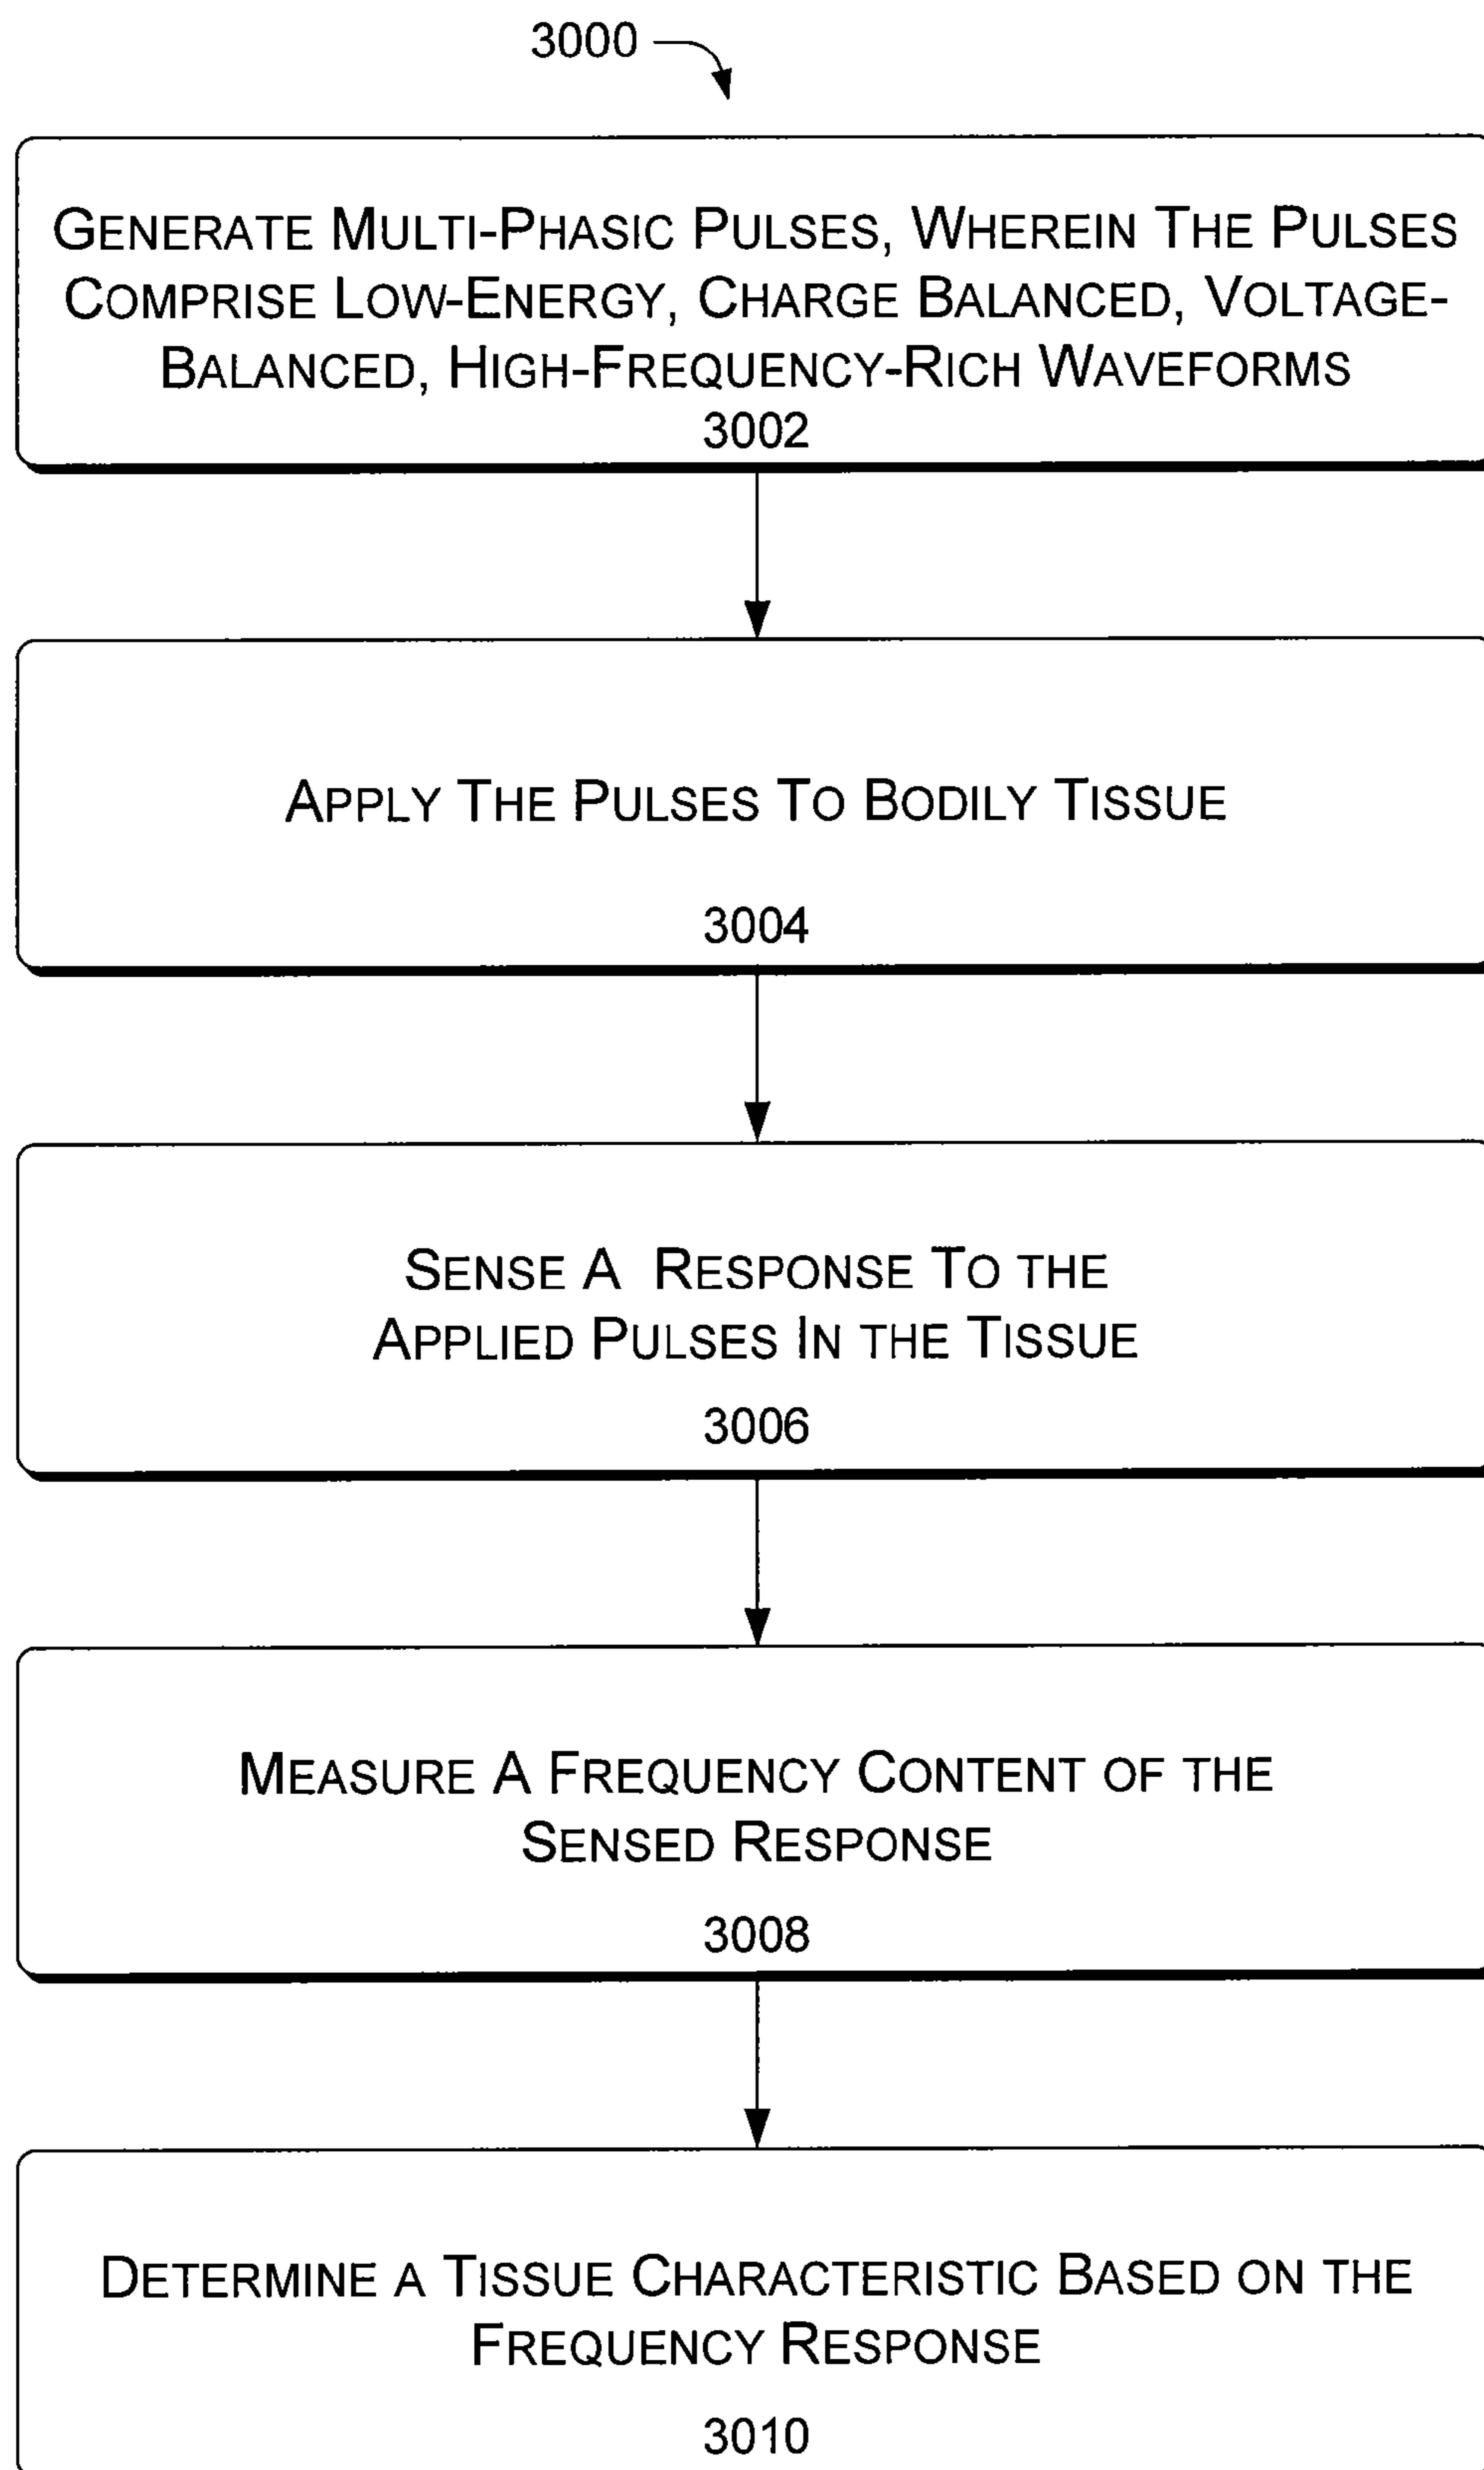 3000
GENERATE MULTI-PHASIC PULSES, WHEREIN THE PULSES
COMPRISE LOW-ENERGY, CHARGE BALANCED, VOLTAGE-
BALANCED, HIGH-FREQUENCY-RICH WAVEFORMS
3002
APPLY THE PULSES TO BODILY TISSUE
3004
SENSE A RESPONSE TO THE
APPLIED PULSES IN THE TISSUE
3006
MEASURE A FREQUENCY CONTENT OF THE
SENSED RESPONSE
3008
DETERMINE A TISSUE CHARACTERISTIC BASED ON THE
FREQUENCY RESPONSE
3010